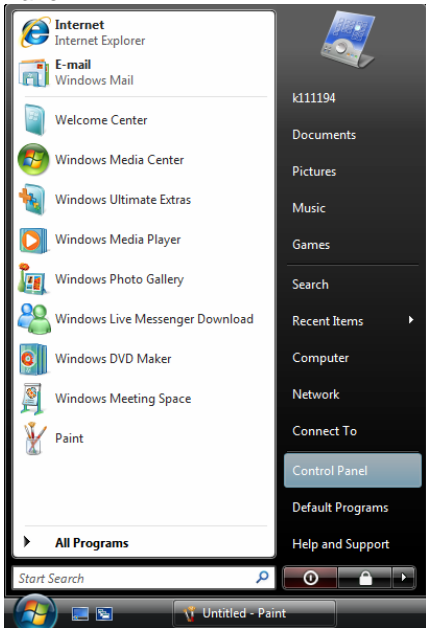 Internet
Internet Explorer
E-mail
Windows Mail
Welcome Center
Windows Media Center
Windows Ultimate Extras
Windows Media Player
Windows Photo Gallery
Windows Live Messenger Download
Windows DVD Maker
Windows Meeting Space
Paint
All Programs
Start Search
k111194
Documents
Pictures
Music
Games
Search
Recent Items
Computer
Network
Connect To
Control Panel
Default Programs
Help and Support
Untitled - Paint